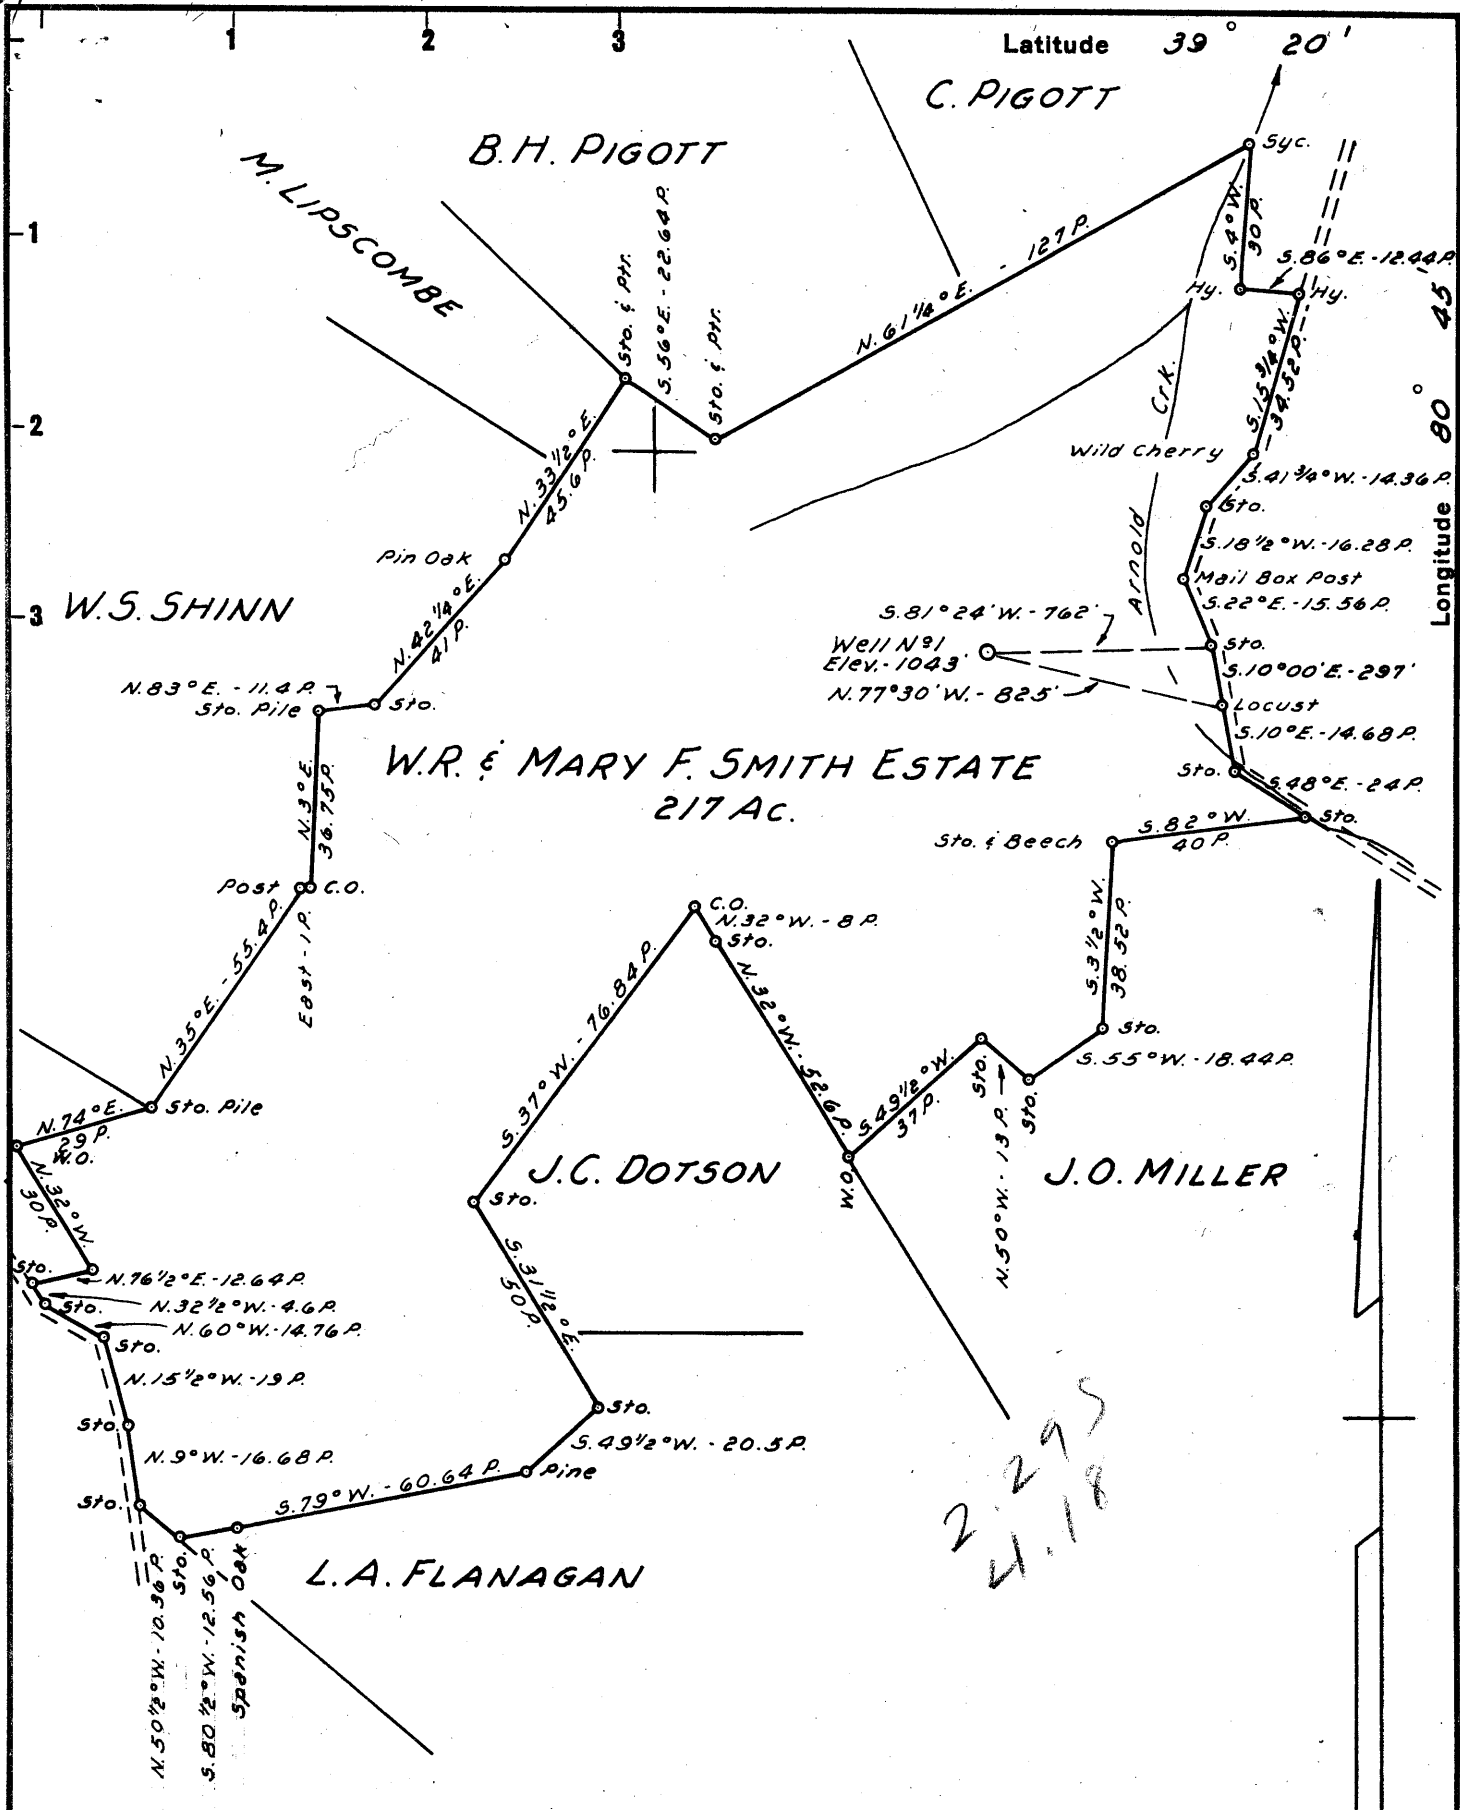 1 2 3
Latitude 39° 20'
C. PIGOTT
B.H. PIGOTT
M. LIPSCOMBE
Syc.
-1
S.4°W.
30 P.
S.86°E.-12.44P.
Hy.
Hy.
Longitude 80° 45'
Sto. & Ptr.
S.56°E. - 22.64 P.
Sto. & Ptr.
N.61 1/4°E. - 127 P.
S.15 3/4°W.
34.52 P.
-2
Wild Cherry
N.33 1/2°E.
45.6 P.
S.41 3/4°W.-14.36 P.
Sto.
Arnold Crk.
S.18 1/2°W.-16.28 P.
Pin Oak
Mail Box Post
S.22°E.-15.56 P.
-3
W.S. SHINN
N.42 1/4°E.
41 P.
S.81°24'W.-762'
Well No 1
Elev.-1043'
N.77°30'W.-825'
Sto.
S.10°00'E.-297'
N.83°E.-11.4 P.
Sto. Pile
Sto.
Locust
S.10°E.-14.68 P.
W.R. & MARY F. SMITH ESTATE
217 Ac.
Sto.
S.48°E.-24 P.
Sto.
N.3°E.
36.75 P.
Sto. & Beech
S.82°W.
40 P.
Post
C.O.
East-1 P.
N.35°E.-55.4 P.
C.O.
N.32°W.-8 P.
Sto.
S.3 1/2°W.
38.52 P.
S.37°W.-76.84 P.
N.32°W.-52.6 P.
Sto.
S.55°W.-18.44 P.
Sto.
N.50°W.-13 P.
Sto.
S.49 1/2°W.
37 P.
N.74°E.
29 P.
W.O.
Sto. Pile
J.C. DOTSON
J.O. MILLER
W.O.
N.32°W.
30 P.
Sto.
S.31 1/2°E.
50 P.
Sto.
N.76 1/2°E.-12.64 P.
N.32 1/2°W.-4.6 P.
Sto.
N.60°W.-14.76 P.
Sto.
N.15 1/2°W.-19 P.
Sto.
Sto.
S.49 1/2°W.-20.5 P.
N.9°W.-16.68 P.
Pine
S.79°W.-60.64 P.
Sto.
2.295
4.18
L.A. FLANAGAN
N.50 1/2°W.-10.36 P.
Sto.
S.80 1/2°W.-12.56 P.
Spanish Oak